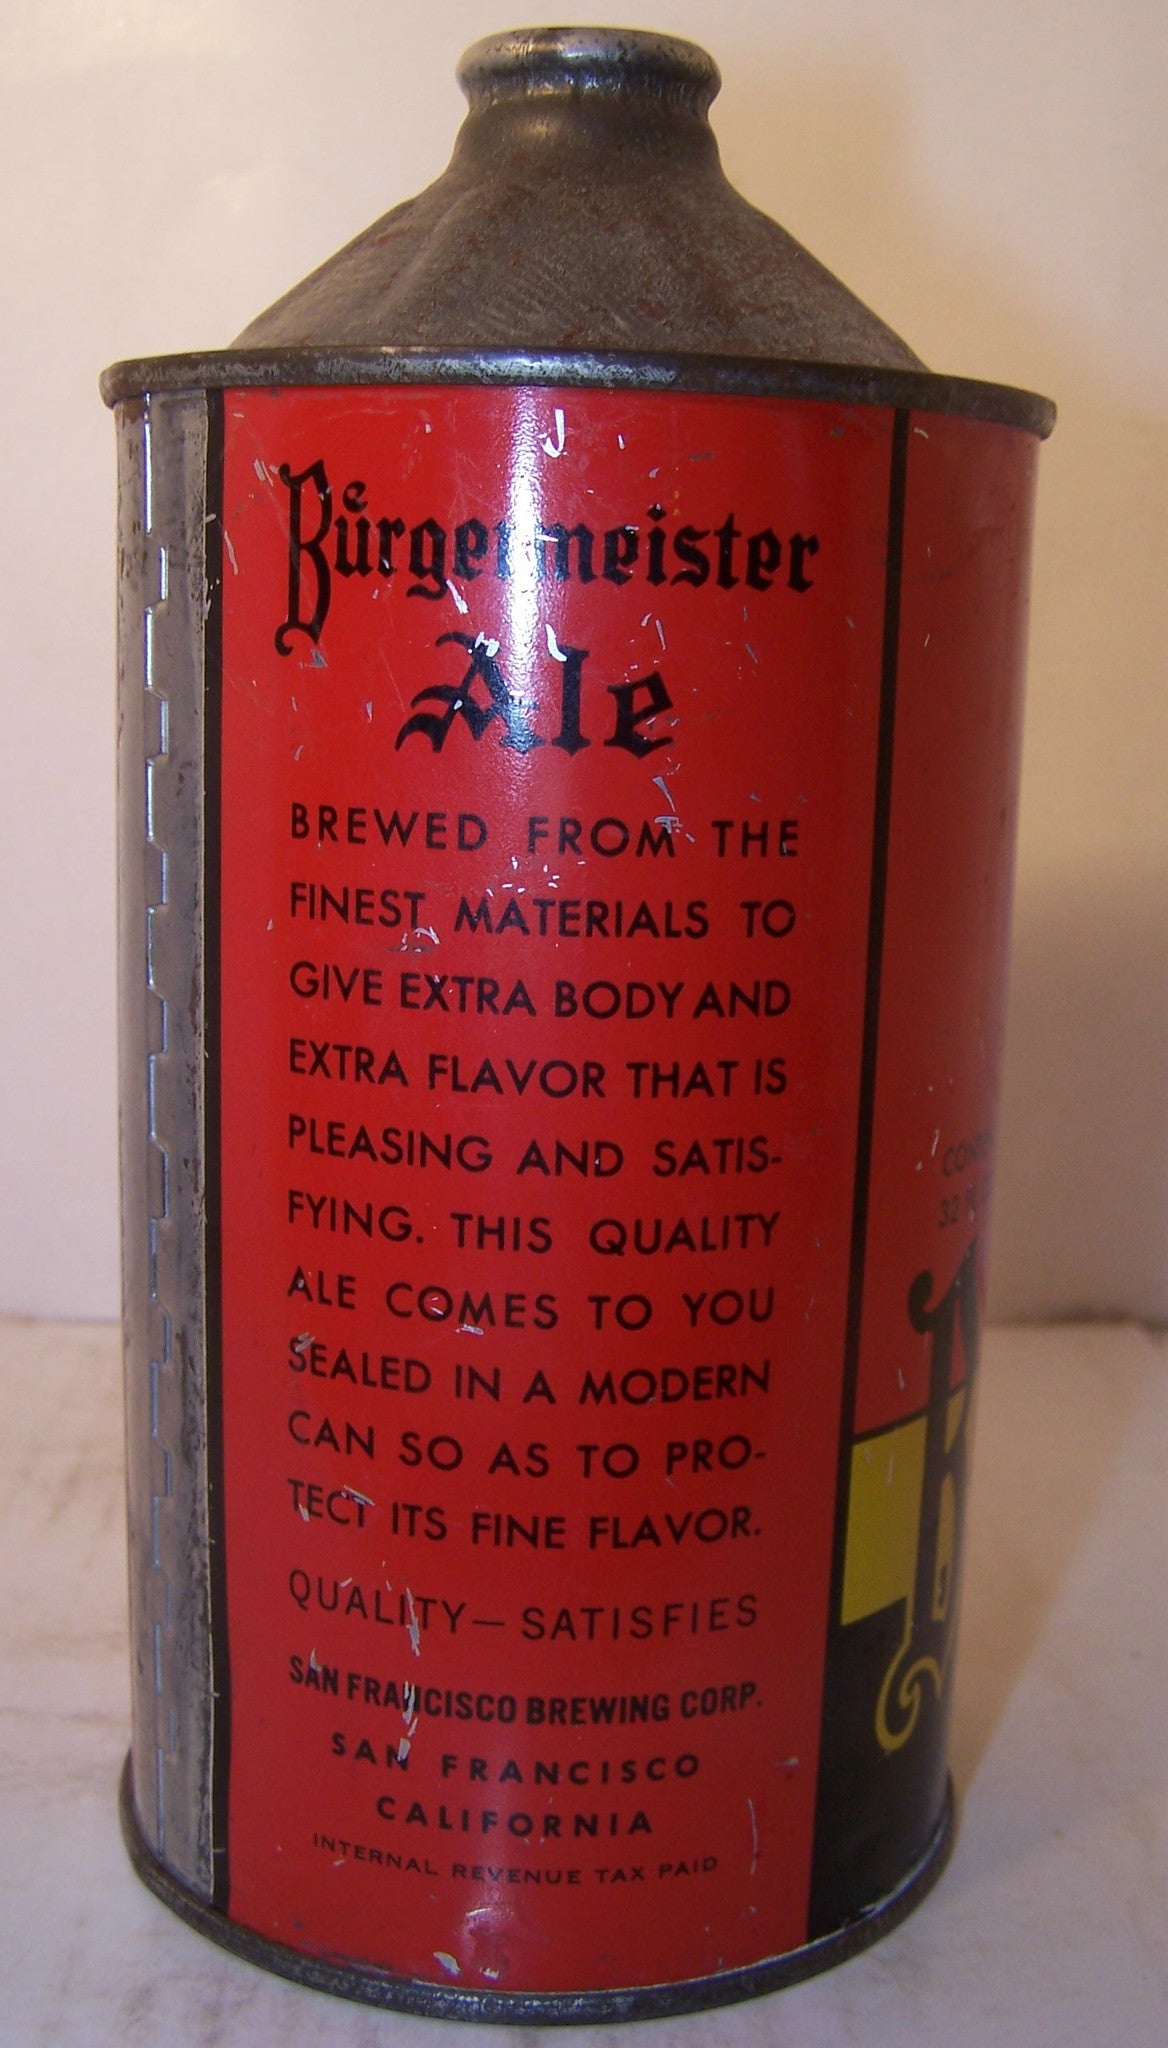 Bürgermeister
Ale
BREWED FROM THE
FINEST MATERIALS TO
GIVE EXTRA BODY AND
EXTRA FLAVOR THAT IS
PLEASING AND SATIS-
FYING. THIS QUALITY
ALE COMES TO YOU
SEALED IN A MODERN
CAN SO AS TO PRO-
TECT ITS FINE FLAVOR.
QUALITY—SATISFIES
SAN FRANCISCO BREWING CORP.
SAN FRANCISCO
CALIFORNIA
INTERNAL REVENUE TAX PAID
32